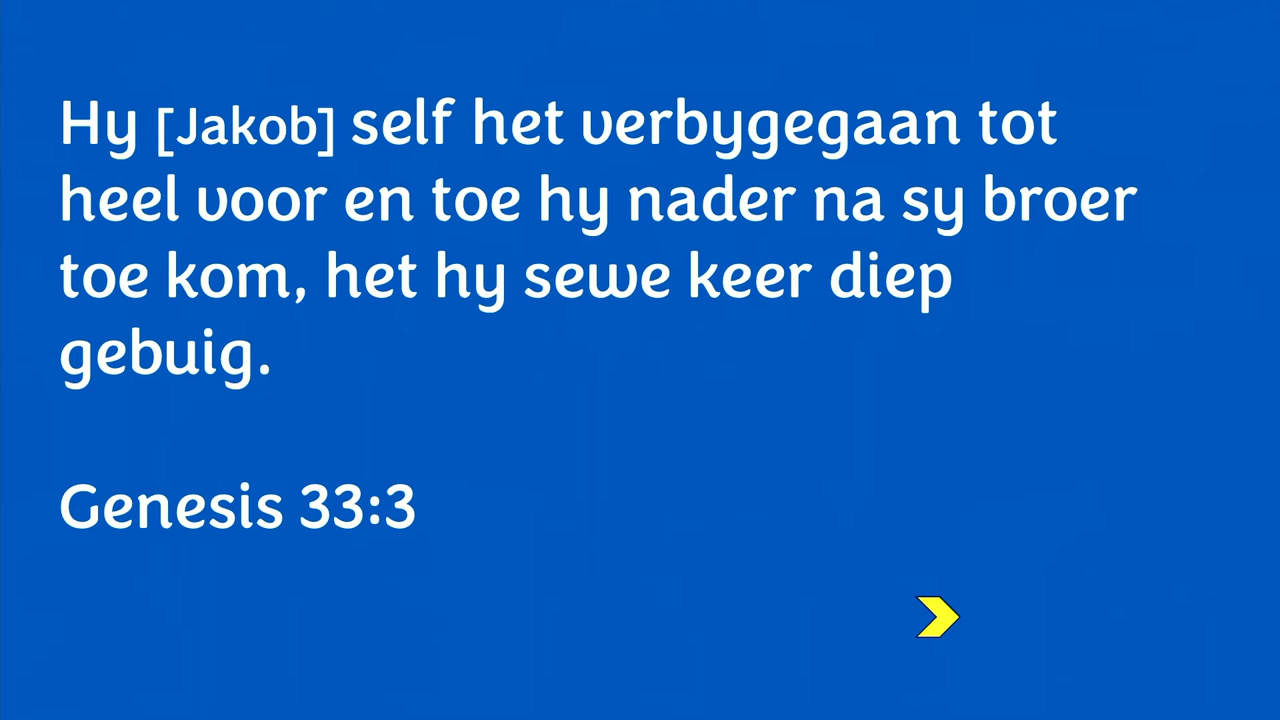 Hy [Jakob] self het verbygegaan tot
heel voor en toe hy nader na sy broer
toe kom, het hy sewe keer diep
gebuig.
Genesis 33:3